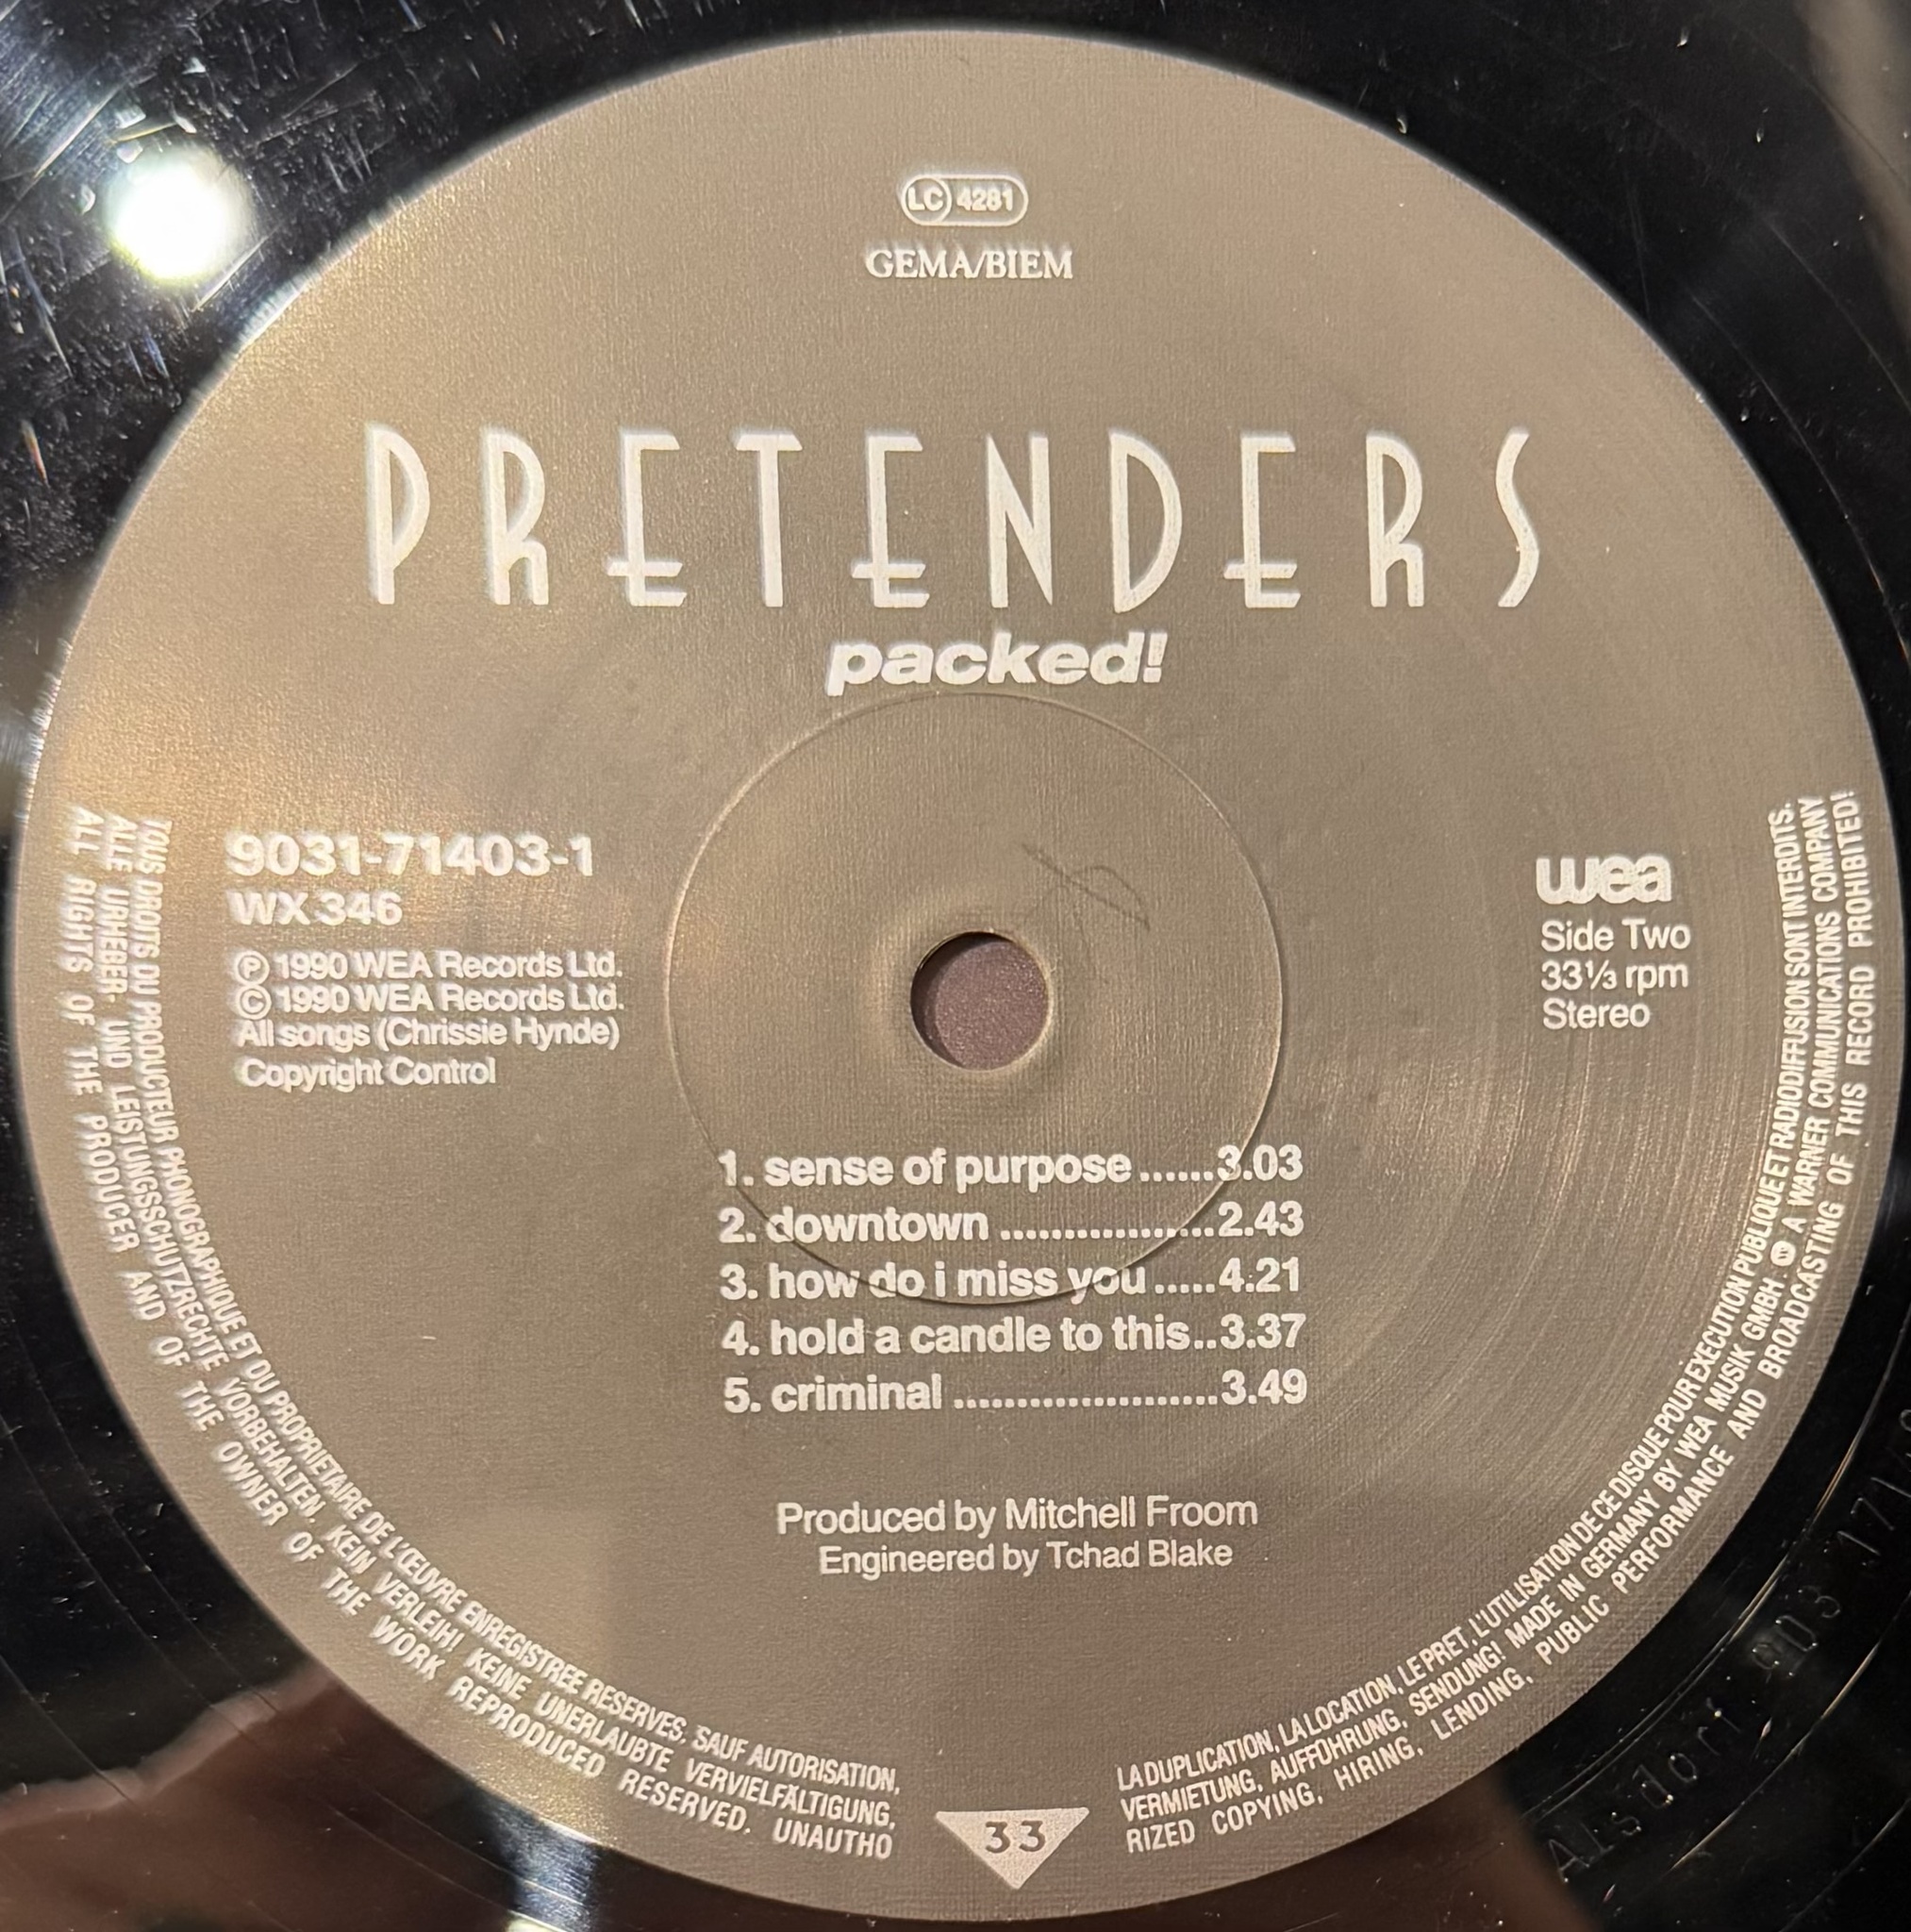 LC 4281
GEMA/BIEM
PRETENDERS
packed!
9031-71403-1
WX 346
℗ 1990 WEA Records Ltd.
© 1990 WEA Records Ltd.
All songs (Chrissie Hynde)
Copyright Control
wea
Side Two
33⅓ rpm
Stereo
1. sense of purpose ......3.03
2. downtown .................2.43
3. how do i miss you .....4.21
4. hold a candle to this..3.37
5. criminal .....................3.49
Produced by Mitchell Froom
Engineered by Tchad Blake
TOUS DROITS DU PRODUCTEUR PHONOGRAPHIQUE ET DU PROPRIETAIRE DE L'ŒUVRE ENREGISTREE RESERVES. SAUF AUTORISATION, LA DUPLICATION, LA LOCATION, LE PRET, L'UTILISATION DE CE DISQUE POUR EXECUTION PUBLIQUE ET RADIODIFFUSION SONT INTERDITS.
ALLE URHEBER- UND LEISTUNGSSCHUTZRECHTE VORBEHALTEN. KEIN VERLEIH! KEINE UNERLAUBTE VERVIELFÄLTIGUNG, VERMIETUNG, AUFFÜHRUNG, SENDUNG! MADE IN GERMANY BY WEA MUSIK GMBH. A WARNER COMMUNICATIONS COMPANY
ALL RIGHTS OF THE PRODUCER AND OF THE OWNER OF THE WORK REPRODUCED RESERVED. UNAUTHORIZED COPYING, HIRING, LENDING, PUBLIC PERFORMANCE AND BROADCASTING OF THIS RECORD PROHIBITED!
33
Alsdorf